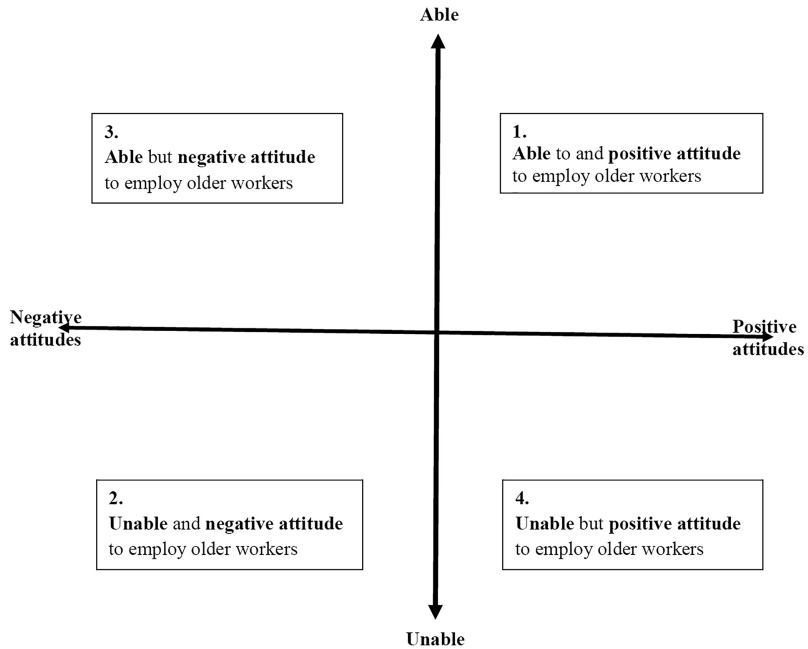 Able
3.
Able but negative attitude
to employ older workers
1.
Able to and positive attitude
to employ older workers
Negative
attitudes
Positive
attitudes
2.
Unable and negative attitude
to employ older workers
4.
Unable but positive attitude
to employ older workers
Unable